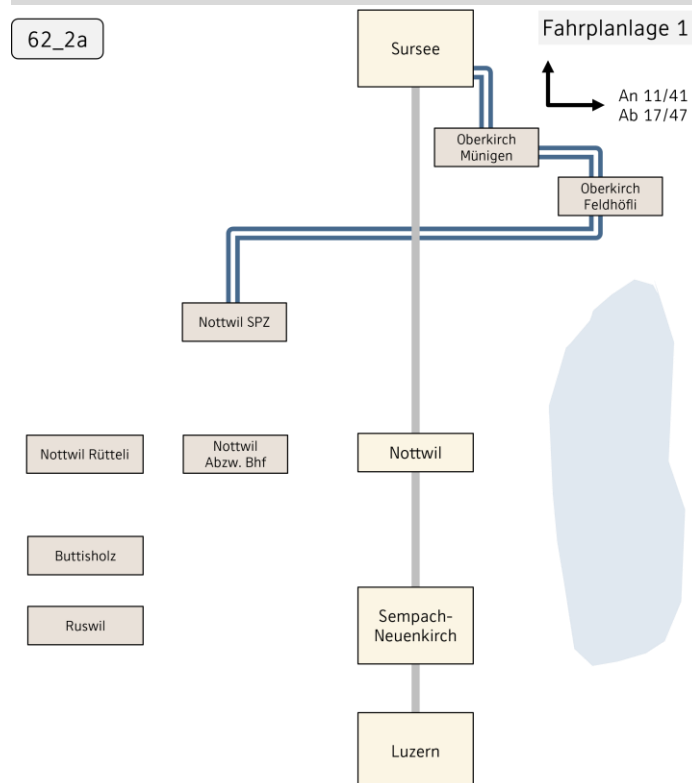 62_2a
Fahrplanlage 1
An 11/41
Ab 17/47
Sursee
Oberkirch
Münigen
Oberkirch
Feldhöfli
Nottwil SPZ
Nottwil Rütteli
Nottwil
Abzw. Bhf
Nottwil
Buttisholz
Ruswil
Sempach-
Neuenkirch
Luzern